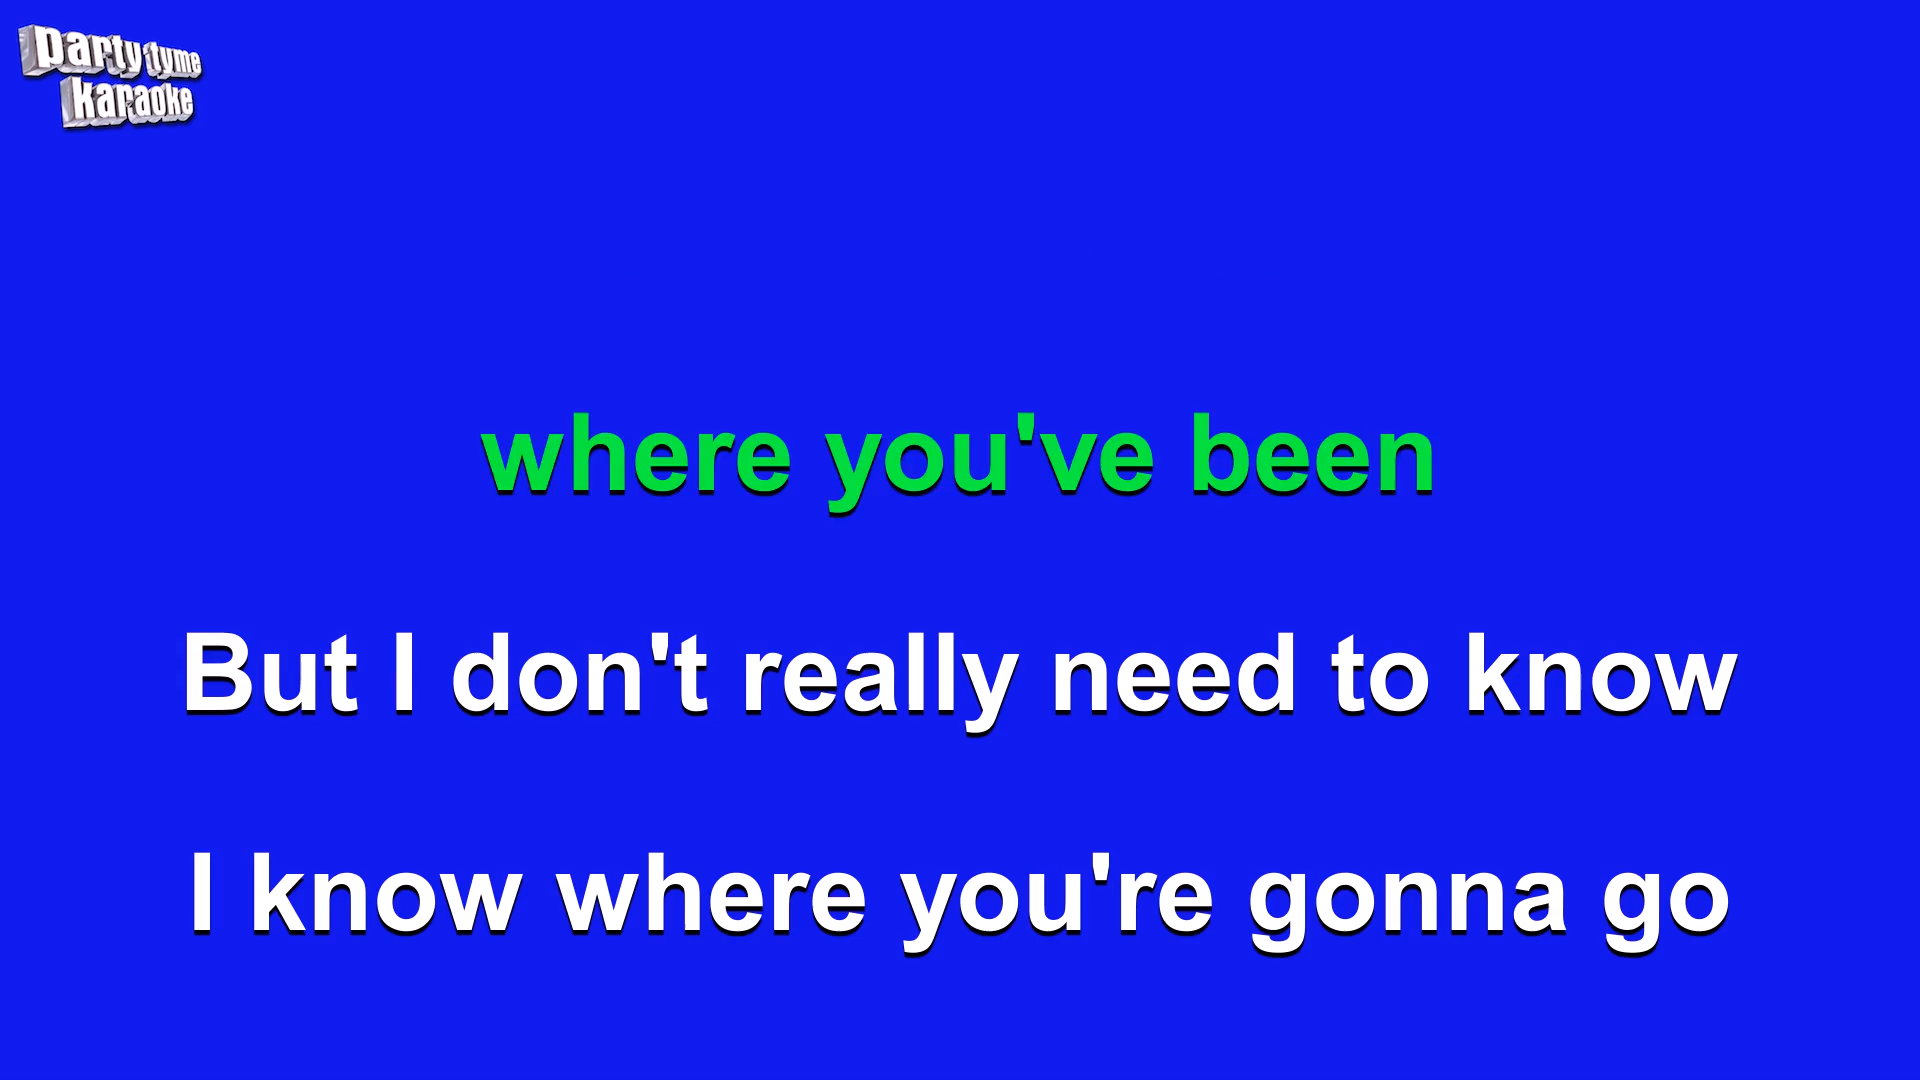 party tyme
karaoke
where you've been
But I don't really need to know
I know where you're gonna go